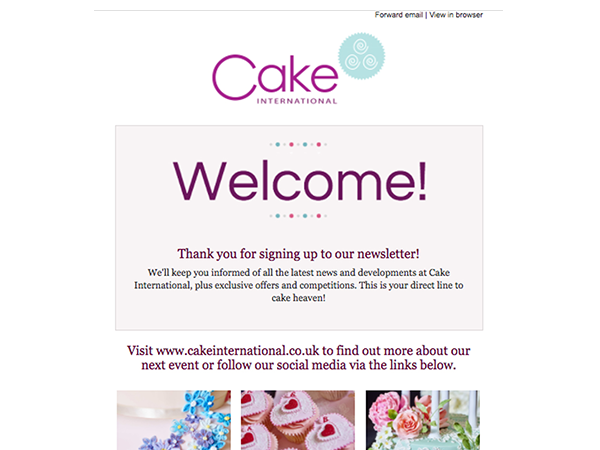 Forward email | View in browser
Cake
INTERNATIONAL
Welcome!
Thank you for signing up to our newsletter!
We'll keep you informed of all the latest news and developments at Cake
International, plus exclusive offers and competitions. This is your direct line to
cake heaven!
Visit www.cakeinternational.co.uk to find out more about our
next event or follow our social media via the links below.